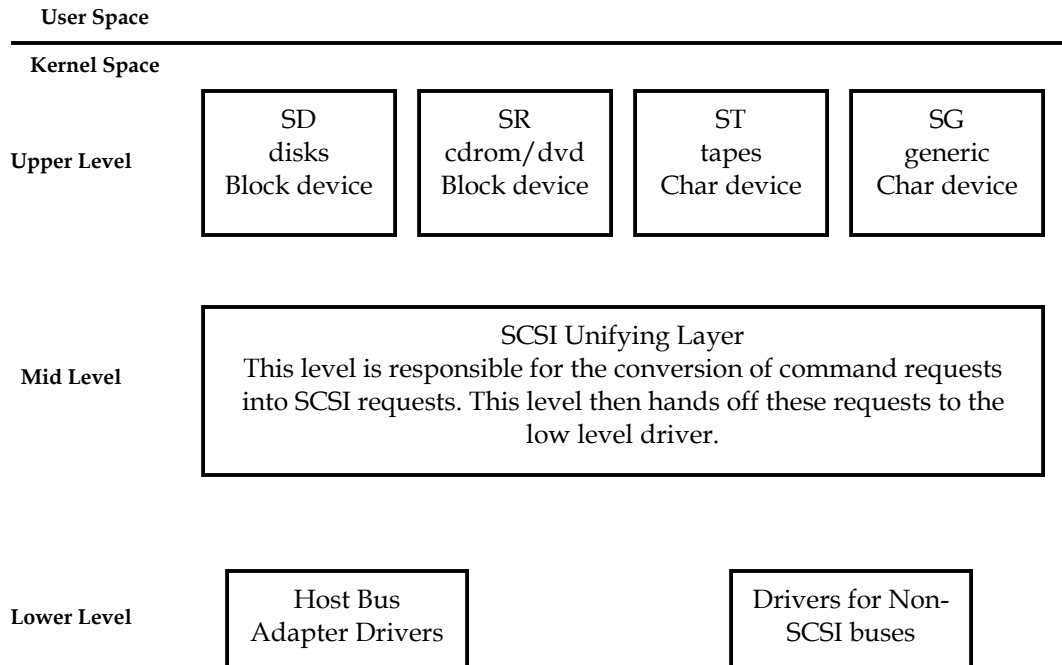 User Space
Kernel Space
Upper Level
SD
disks
Block device
SR
cdrom/dvd
Block device
ST
tapes
Char device
SG
generic
Char device
Mid Level
SCSI Unifying Layer
This level is responsible for the conversion of command requests
into SCSI requests. This level then hands off these requests to the
low level driver.
Lower Level
Host Bus
Adapter Drivers
Drivers for Non-
SCSI buses